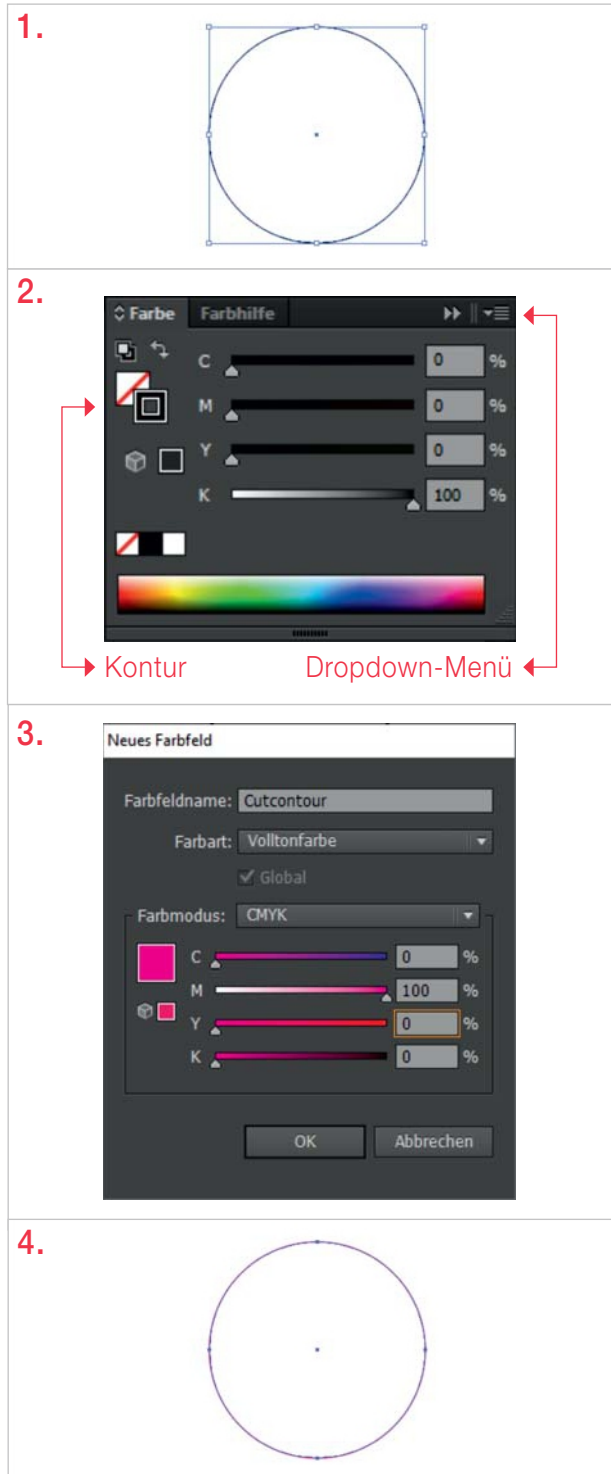 1.
2.
Farbe Farbhilfe
C 0 %
M 0 %
Y 0 %
K 100 %
Kontur Dropdown-Menü
3.
Neues Farbfeld
Farbfeldname: Cutcontour
Farbart: Volltonfarbe
Global
Farbmodus: CMYK
C 0 %
M 100 %
Y 0 %
K 0 %
OK Abbrechen
4.